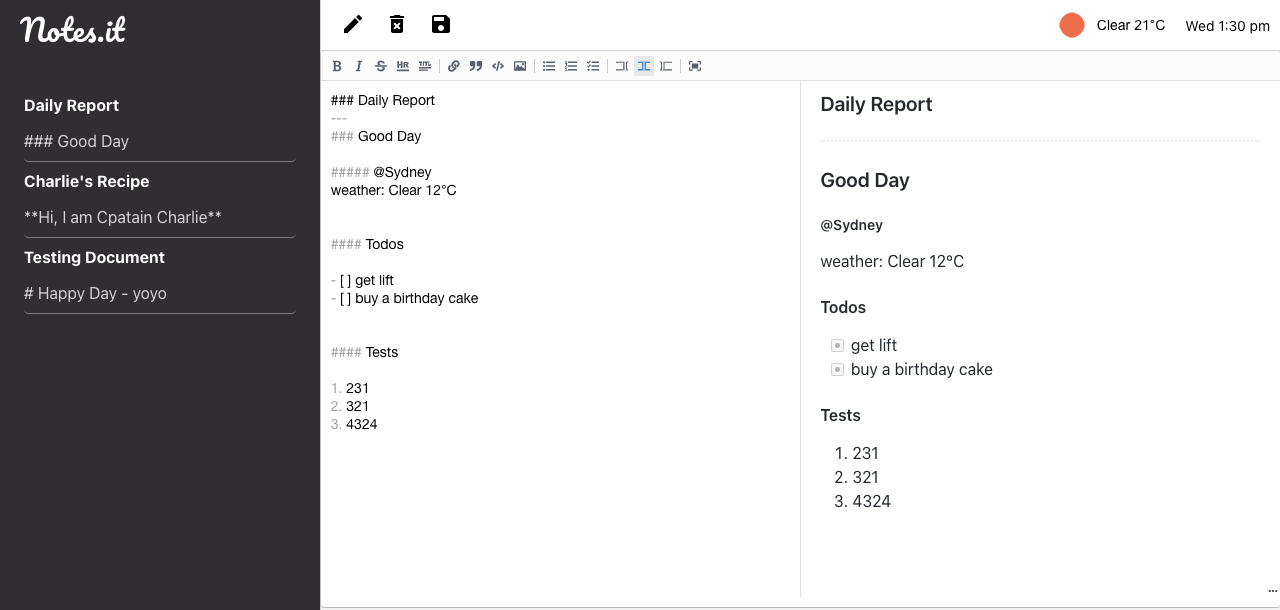 Notes.it
Clear 21°C Wed 1:30 pm
B I S HR TITL
Daily Report
### Good Day
Charlie's Recipe
**Hi, I am Cpatain Charlie**
Testing Document
# Happy Day - yoyo
### Daily Report
---
### Good Day
##### @Sydney
weather: Clear 12°C
#### Todos
- [ ] get lift
- [ ] buy a birthday cake
#### Tests
1. 231
2. 321
3. 4324
Daily Report
Good Day
@Sydney
weather: Clear 12°C
Todos
get lift
buy a birthday cake
Tests
1. 231
2. 321
3. 4324
...